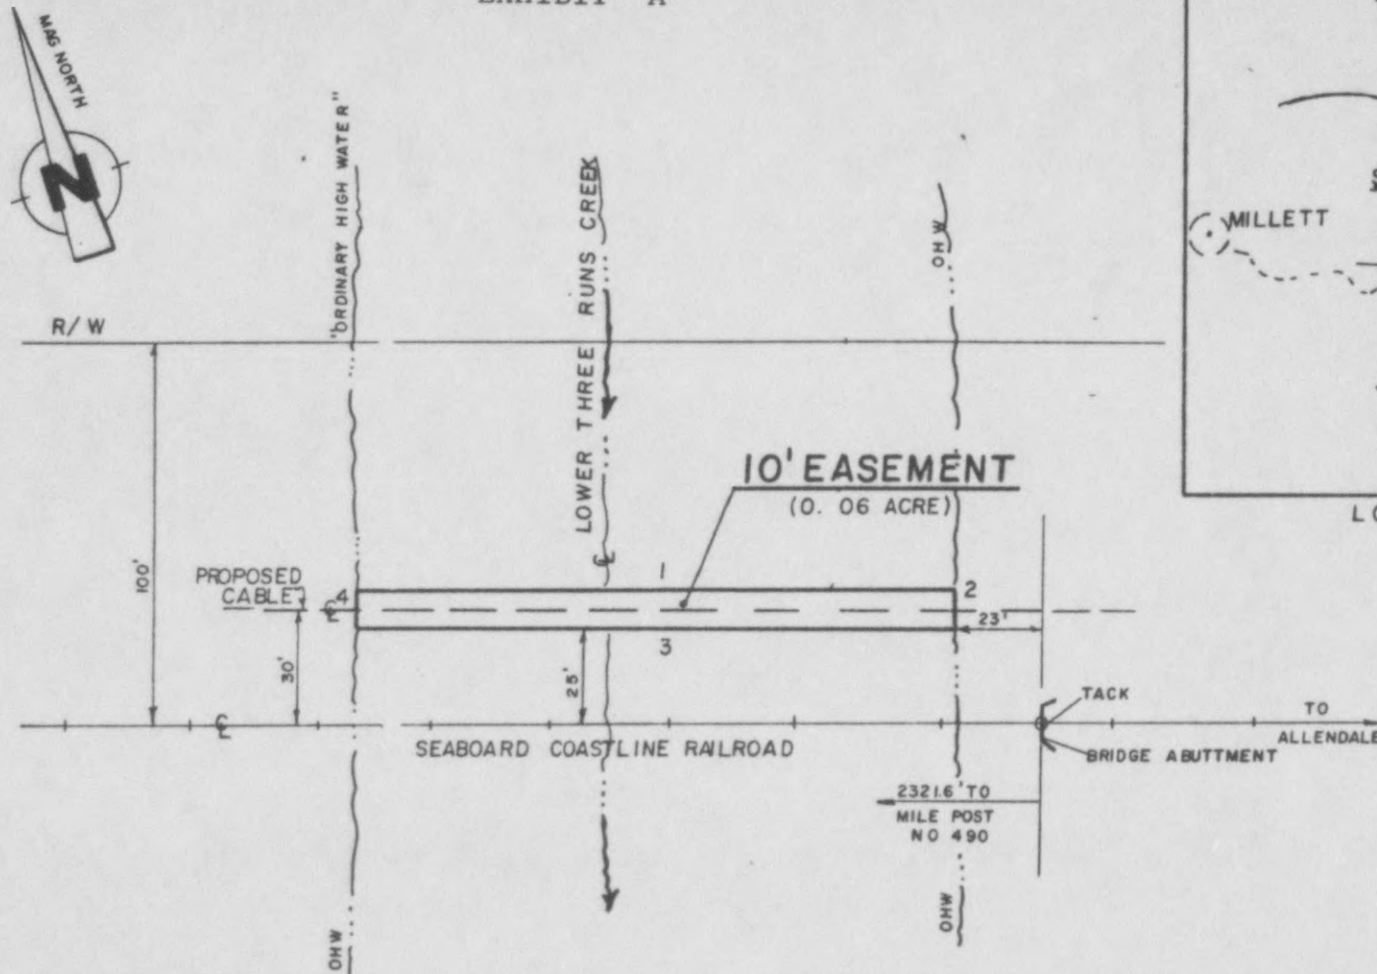 MAG NORTH
N
"ORDINARY HIGH WATER"
LOWER THREE RUNS CREEK
OHW
MILLETT
R/W
10' EASEMENT
(0. 06 ACRE)
100'
PROPOSED
CABLE
4
1
2
3
23'
30'
25'
TACK
TO
ALLENDALE
SEABOARD COASTLINE RAILROAD
BRIDGE ABUTTMENT
2321.6' TO
MILE POST
NO 490
OHW
OHW